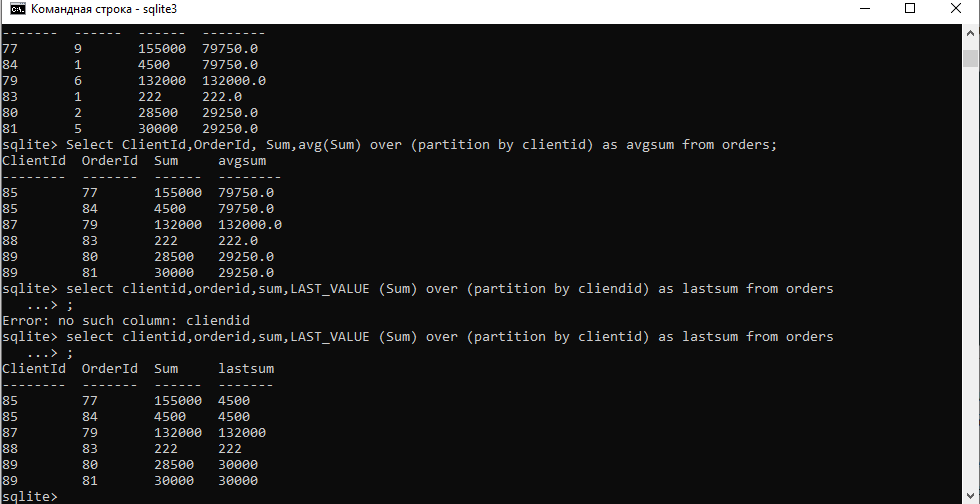 Командная строка - sqlite3
------- ------ ------ --------
77 9 155000 79750.0
84 1 4500 79750.0
79 6 132000 132000.0
83 1 222 222.0
80 2 28500 29250.0
81 5 30000 29250.0
sqlite> Select ClientId,OrderId, Sum,avg(Sum) over (partition by clientid) as avgsum from orders;
ClientId OrderId Sum avgsum
-------- ------- ------ --------
85 77 155000 79750.0
85 84 4500 79750.0
87 79 132000 132000.0
88 83 222 222.0
89 80 28500 29250.0
89 81 30000 29250.0
sqlite> select clientid,orderid,sum,LAST_VALUE (Sum) over (partition by cliendid) as lastsum from orders
...> ;
Error: no such column: cliendid
sqlite> select clientid,orderid,sum,LAST_VALUE (Sum) over (partition by clientid) as lastsum from orders
...> ;
ClientId OrderId Sum lastsum
-------- ------- ------ -------
85 77 155000 4500
85 84 4500 4500
87 79 132000 132000
88 83 222 222
89 80 28500 30000
89 81 30000 30000
sqlite>